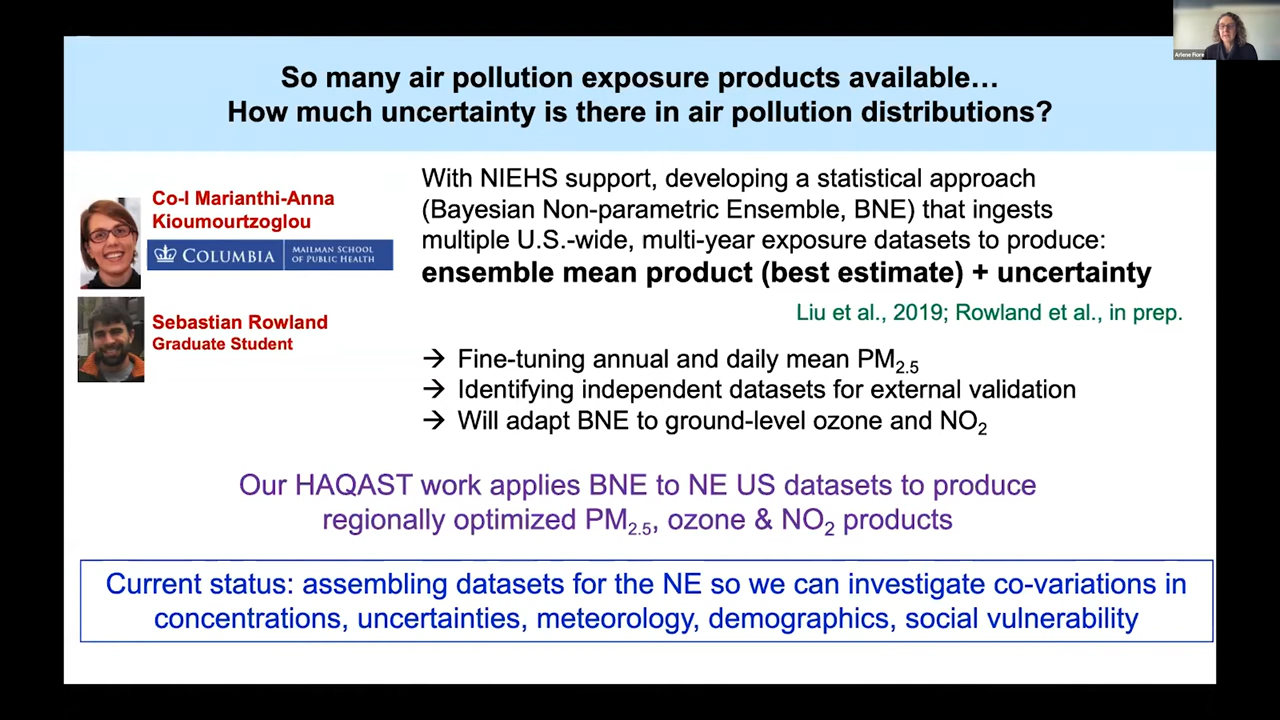 Arlene Fiore
So many air pollution exposure products available…
How much uncertainty is there in air pollution distributions?
Co-I Marianthi-Anna
Kioumourtzoglou
COLUMBIA
MAILMAN SCHOOL
OF PUBLIC HEALTH
Sebastian Rowland
Graduate Student
With NIEHS support, developing a statistical approach
(Bayesian Non-parametric Ensemble, BNE) that ingests
multiple U.S.-wide, multi-year exposure datasets to produce:
ensemble mean product (best estimate) + uncertainty
Liu et al., 2019; Rowland et al., in prep.
→ Fine-tuning annual and daily mean PM2.5
→ Identifying independent datasets for external validation
→ Will adapt BNE to ground-level ozone and NO2
Our HAQAST work applies BNE to NE US datasets to produce
regionally optimized PM2.5, ozone & NO2 products
Current status: assembling datasets for the NE so we can investigate co-variations in
concentrations, uncertainties, meteorology, demographics, social vulnerability